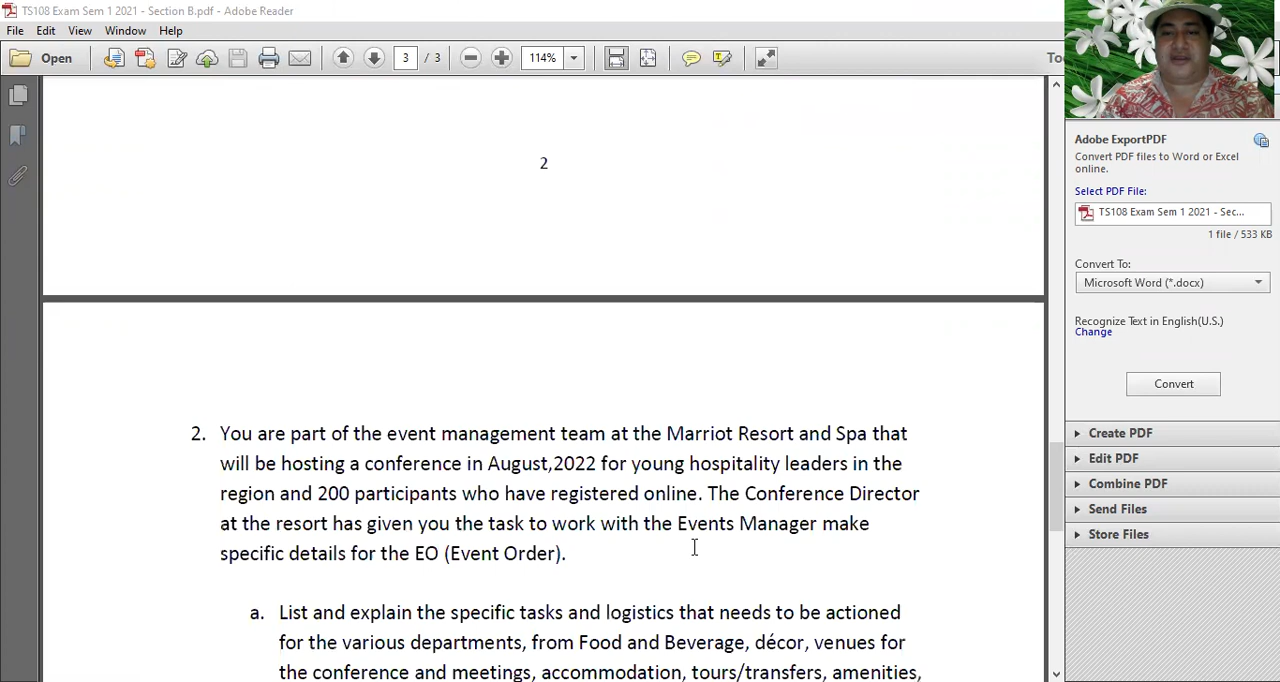 TS108 Exam Sem 1 2021 - Section B.pdf - Adobe Reader
File Edit View Window Help
Open 3 / 3 114% To
2
2. You are part of the event management team at the Marriot Resort and Spa that
will be hosting a conference in August,2022 for young hospitality leaders in the
region and 200 participants who have registered online. The Conference Director
at the resort has given you the task to work with the Events Manager make
specific details for the EO (Event Order).
a. List and explain the specific tasks and logistics that needs to be actioned
for the various departments, from Food and Beverage, décor, venues for
the conference and meetings, accommodation, tours/transfers, amenities,
Adobe ExportPDF
Convert PDF files to Word or Excel
online.
Select PDF File:
TS108 Exam Sem 1 2021 - Sec...
1 file / 533 KB
Convert To:
Microsoft Word (*.docx)
Recognize Text in English(U.S.)
Change
Convert
Create PDF
Edit PDF
Combine PDF
Send Files
Store Files